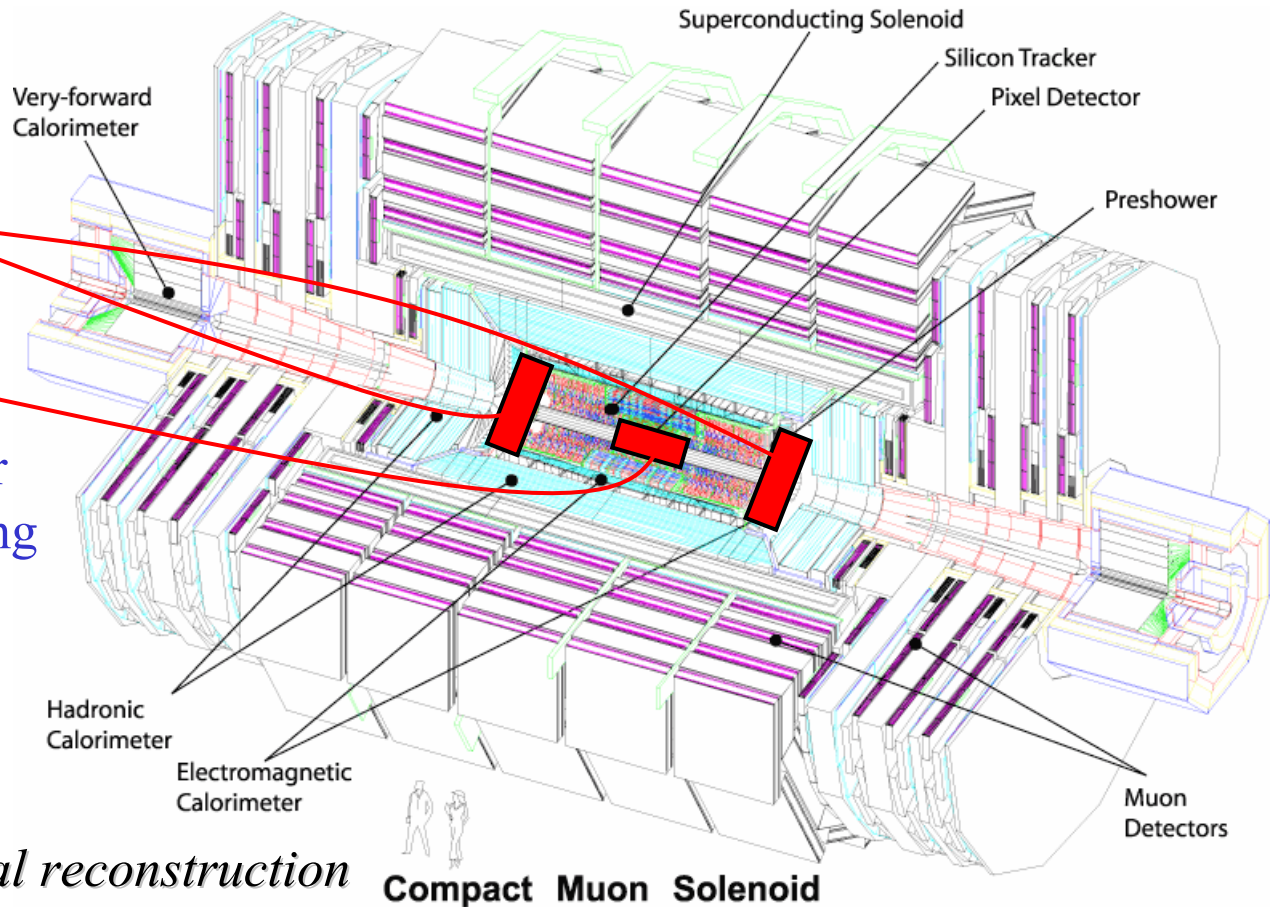 Superconducting Solenoid
Silicon Tracker
Pixel Detector
Very-forward
Calorimeter
Preshower
Hadronic
Calorimeter
Electromagnetic
Calorimeter
Muon
Detectors
reconstruction
Compact Muon Solenoid